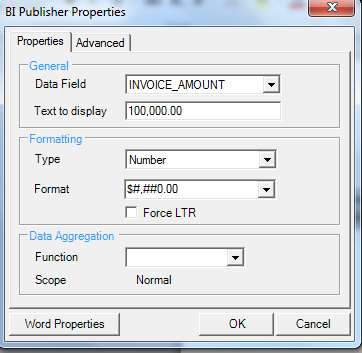 BI Publisher Properties
Properties Advanced
General
Data Field INVOICE_AMOUNT
Text to display 100,000.00
Formatting
Type Number
Format $#,##0.00
Force LTR
Data Aggregation
Function
Scope Normal
Word Properties OK Cancel